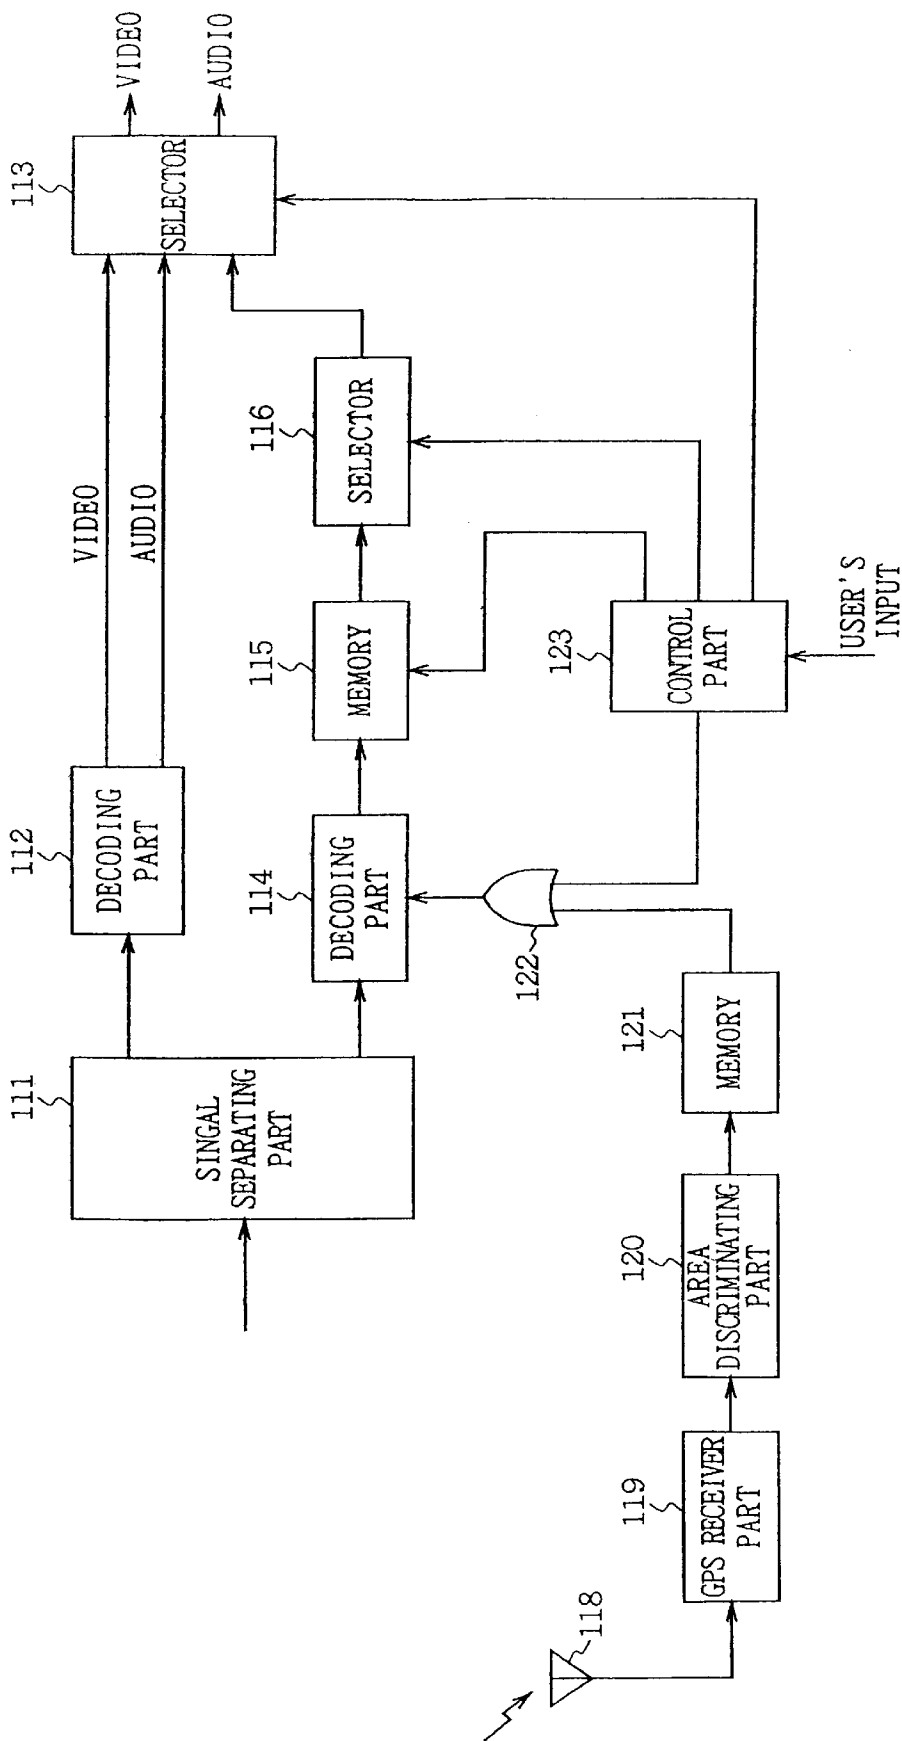 VIDEO
AUDIO
113
SELECTOR
VIDEO
AUDIO
112
DECODING
PART
111
SINGAL
SEPARATING
PART
116
SELECTOR
115
MEMORY
114
DECODING
PART
122
123
CONTROL
PART
USER'S
INPUT
121
MEMORY
120
AREA
DISCRIMINATING
PART
119
GPS RECEIVER
PART
118